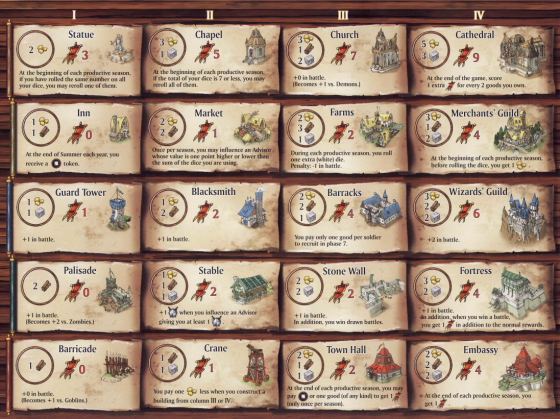 I II III IV
Statue
2 3
At the beginning of each productive season,
if you have rolled the same number on all
your dice, you may reroll one of them.
Chapel
3
1 5
At the beginning of each productive season,
if the total of your dice is 7 or less, you may
reroll all of them.
Church
3
2 7
+0 in battle.
(Becomes +1 vs. Demons.)
Cathedral
5
3 9
At the end of the game, score
1 extra for every 2 goods you own.
Inn
1
1 0
At the end of Summer each year, you
receive a token.
Market
2
1 1
Once per season, you may influence an Advisor
whose value is one point higher or lower than
the sum of the dice you are using.
Farms
2
3
1 2
During each productive season, you roll
one extra (white) die.
Penalty: -1 in battle.
Merchants' Guild
3
1
2 4
At the beginning of each productive season,
before rolling the dice, you get 1 .
Guard Tower
1
1 1
+1 in battle.
Blacksmith
1
1 2
+1 in battle.
Barracks
2
2
1 4
You pay only one per soldier
to recruit in phase 7.
Wizards' Guild
3
2
2 6
+2 in battle.
Palisade
2 0
+1 in battle.
(Becomes +2 vs. Zombies.)
Stable
2
1 2
+1 when you influence an Advisor
giving you at least 1 .
Stone Wall
1
1
2 2
+1 in battle.
In addition, you win drawn battles.
Fortress
3
2
2 4
+1 in battle.
In addition, when you win a battle,
you get 1 in addition to the normal rewards.
Barricade
1 0
+0 in battle.
(Becomes +1 vs. Goblins.)
Crane
1
1 1
You pay one less when you construct a
building from column III or IV.
Town Hall
2
2
1 2
At the end of each productive season, you may
pay or one good (of any kind) to get 1
(only once per season).
Embassy
2
2
2 4
At the end of each productive season, you
get 1 .